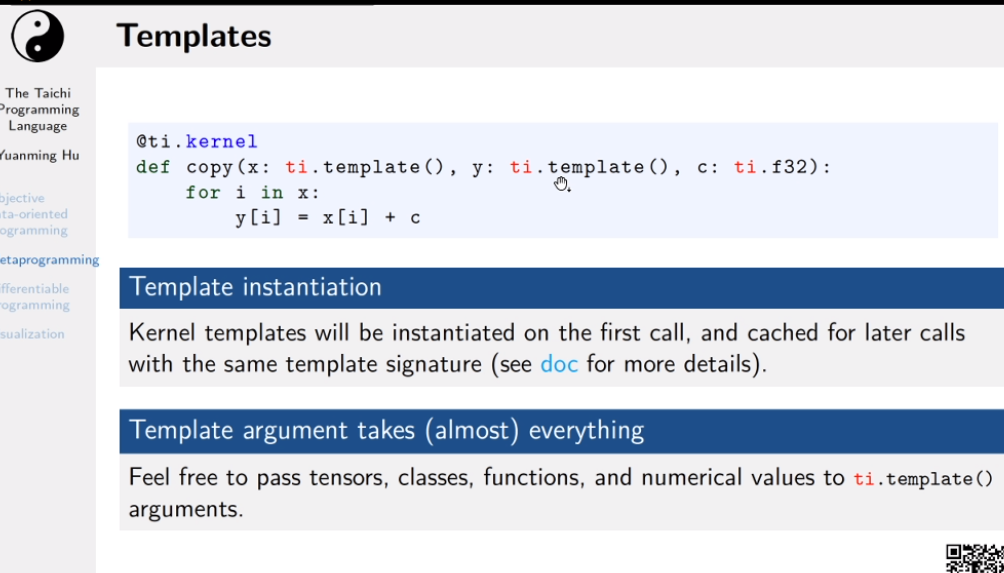 Templates
The Taichi
Programming
Language
Yuanming Hu
bjective
ta-oriented
ogramming
etaprogramming
fferentiable
ogramming
sualization
@ti.kernel
def copy(x: ti.template(), y: ti.template(), c: ti.f32):
    for i in x:
        y[i] = x[i] + c
Template instantiation
Kernel templates will be instantiated on the first call, and cached for later calls
with the same template signature (see doc for more details).
Template argument takes (almost) everything
Feel free to pass tensors, classes, functions, and numerical values to ti.template()
arguments.